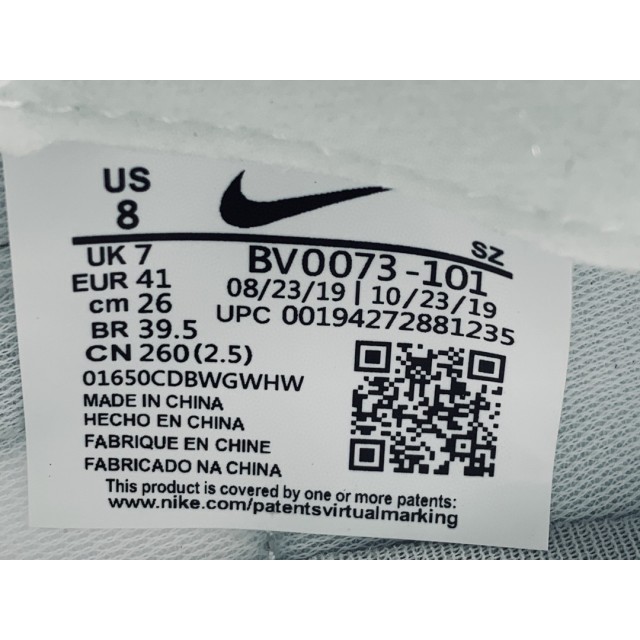 US
8
SZ
UK 7
EUR 41
cm 26
BR 39.5
CN 260 (2.5)
BV0073-101
08/23/19 | 10/23/19
UPC 00194272881235
01650CDBWGWHW
MADE IN CHINA
HECHO EN CHINA
FABRIQUE EN CHINE
FABRICADO NA CHINA
This product is covered by one or more patents:
www.nike.com/patentsvirtualmarking